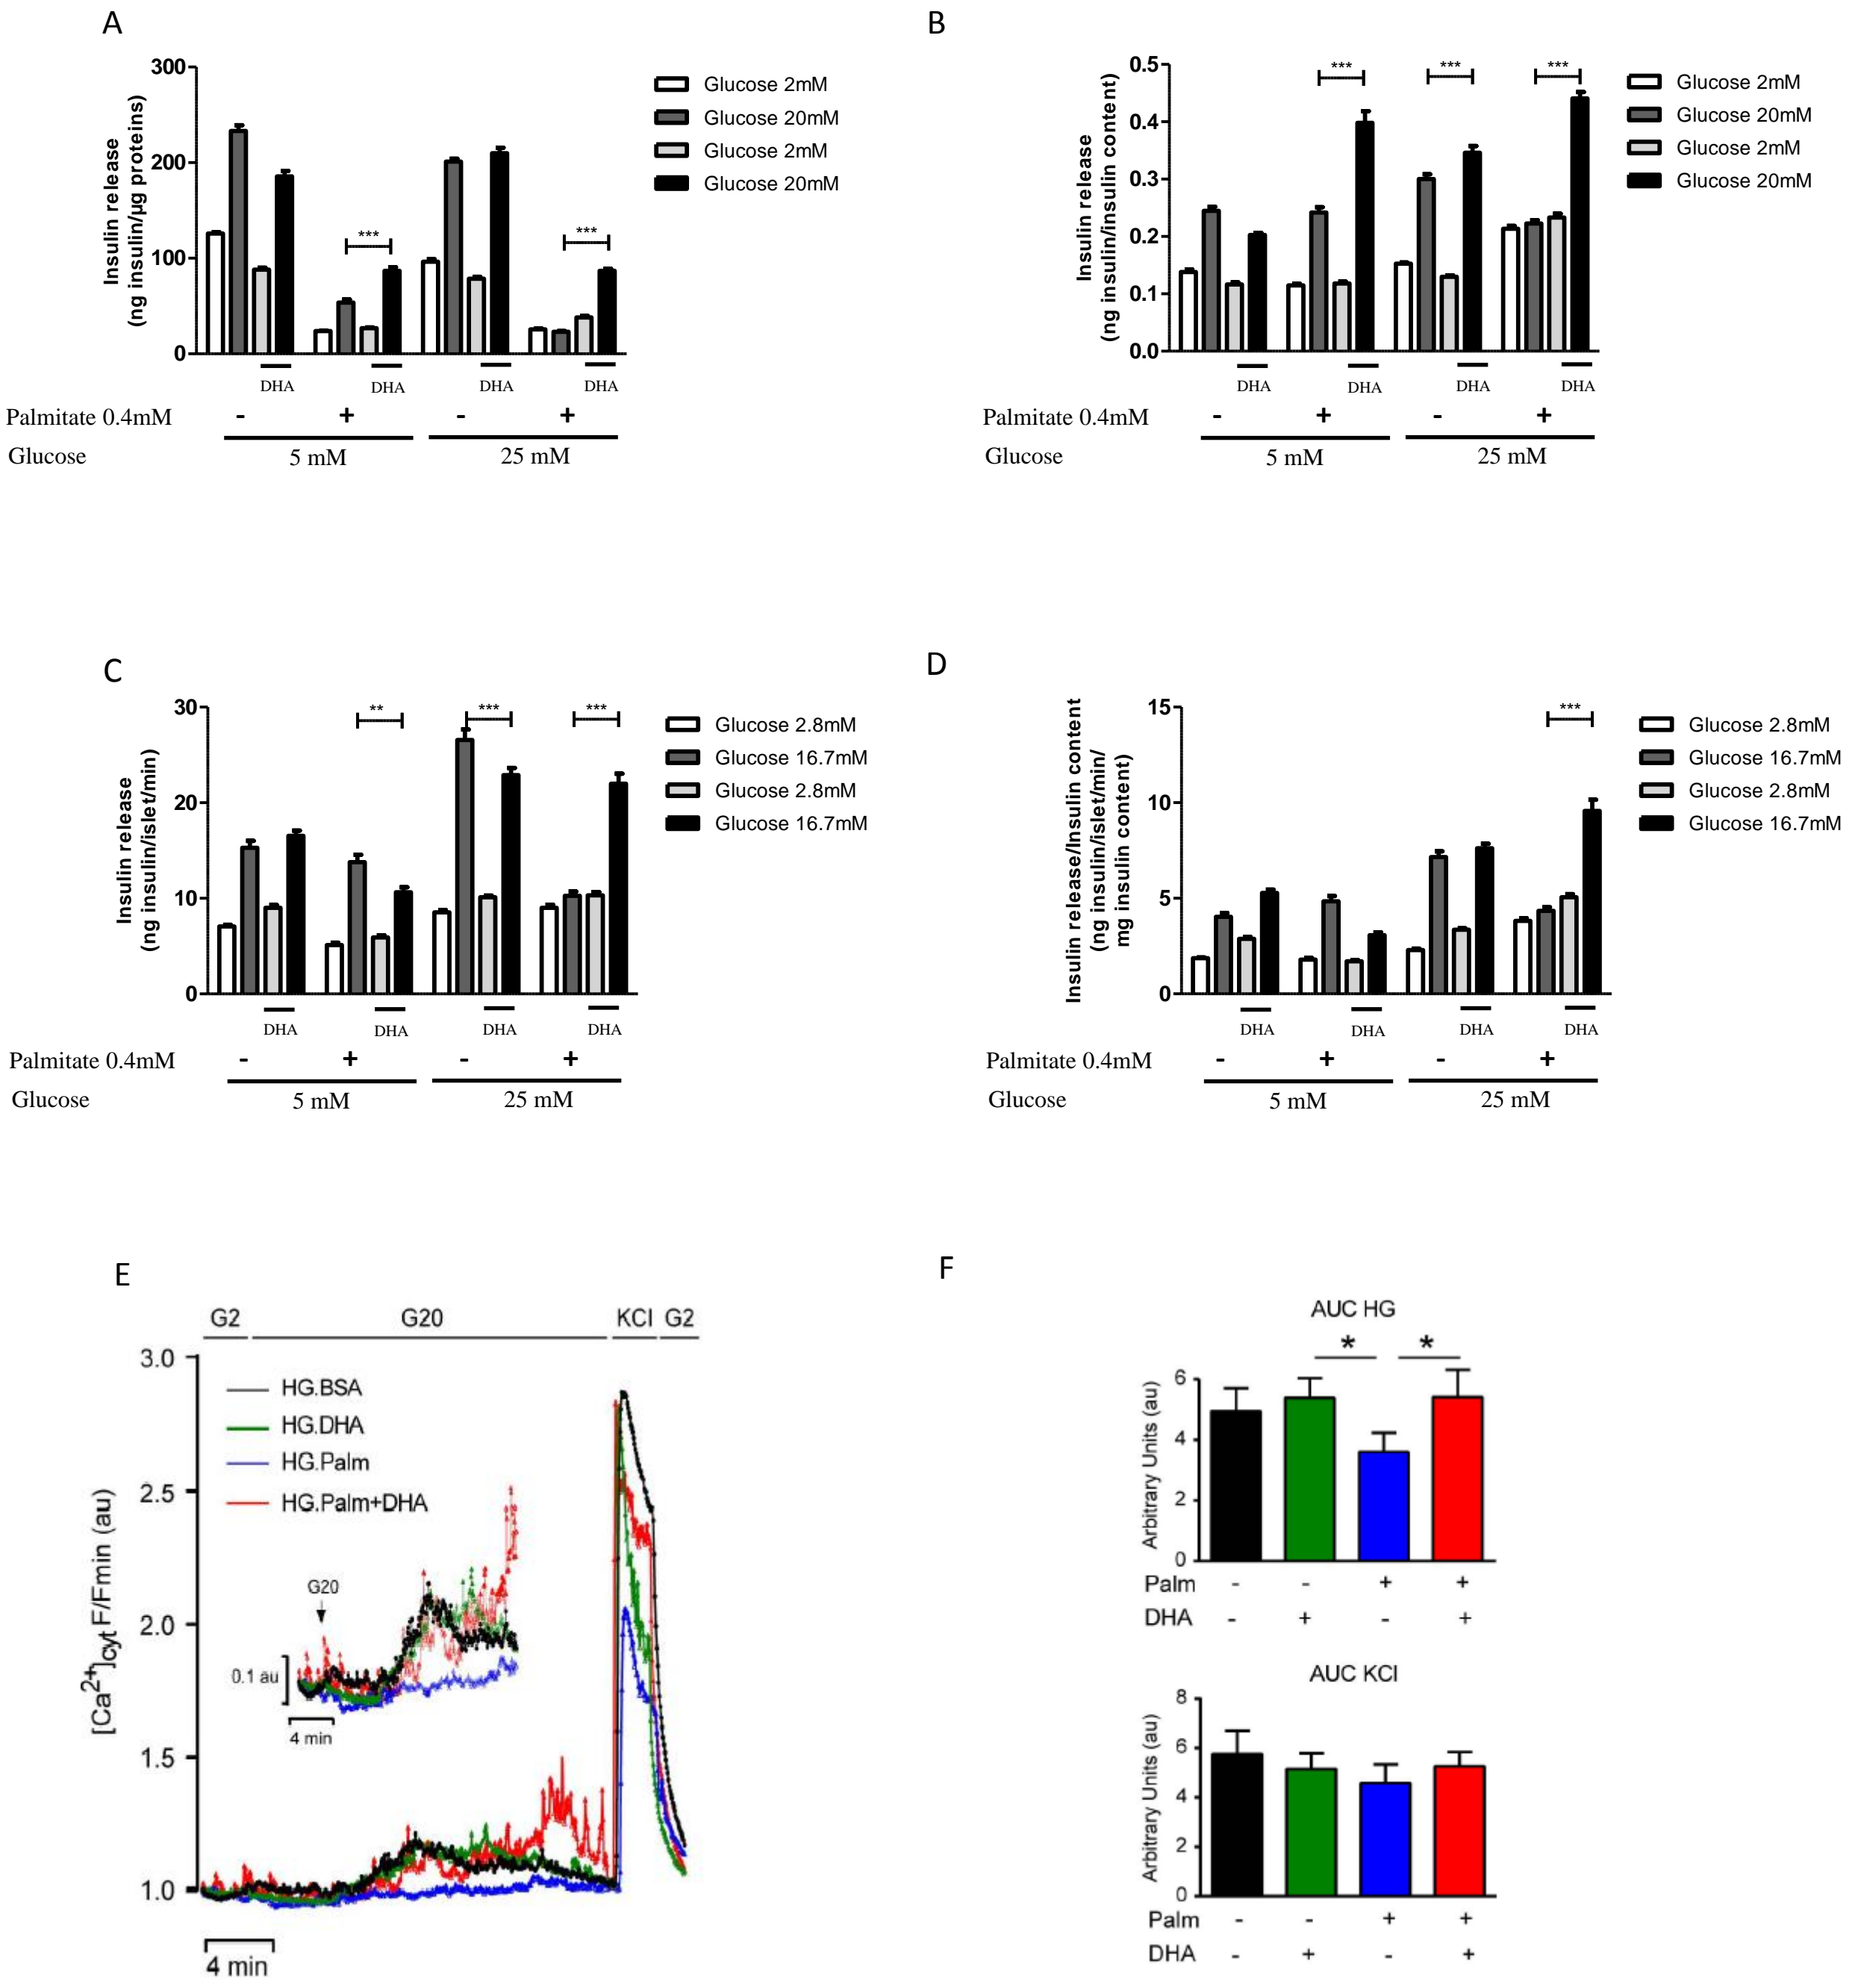 A
300
200
100
0
Insulin release
(ng insulin/µg proteins)
***
***
Glucose 2mM
Glucose 20mM
Glucose 2mM
Glucose 20mM
DHA DHA DHA DHA
Palmitate 0.4mM - + - +
Glucose 5 mM 25 mM
B
0.5
0.4
0.3
0.2
0.1
0.0
Insulin release
(ng insulin/insulin content)
*** *** ***
Glucose 2mM
Glucose 20mM
Glucose 2mM
Glucose 20mM
DHA DHA DHA DHA
Palmitate 0.4mM - + - +
Glucose 5 mM 25 mM
C
30
20
10
0
Insulin release
(ng insulin/islet/min)
** *** ***
Glucose 2.8mM
Glucose 16.7mM
Glucose 2.8mM
Glucose 16.7mM
DHA DHA DHA DHA
Palmitate 0.4mM - + - +
Glucose 5 mM 25 mM
D
15
10
5
0
Insulin release/Insulin content
(ng insulin/islet/min/
mg insulin content)
***
Glucose 2.8mM
Glucose 16.7mM
Glucose 2.8mM
Glucose 16.7mM
DHA DHA DHA DHA
Palmitate 0.4mM - + - +
Glucose 5 mM 25 mM
E
G2 G20 KCl G2
3.0
2.5
2.0
1.5
1.0
[Ca2+]cyt F/Fmin (au)
HG.BSA
HG.DHA
HG.Palm
HG.Palm+DHA
G20
0.1 au
4 min
4 min
F
AUC HG
* *
6
4
2
0
Arbitrary Units (au)
Palm - - + +
DHA - + - +
AUC KCl
8
6
4
2
0
Arbitrary Units (au)
Palm - - + +
DHA - + - +